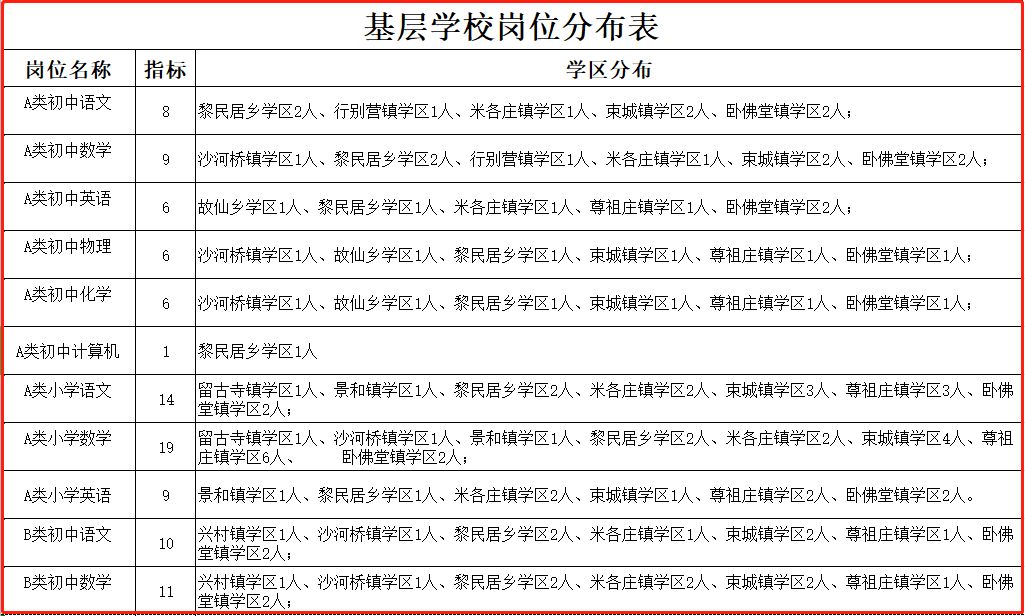 基层学校岗位分布表
岗位名称 指标 学区分布
A类初中语文 8 黎民居乡学区2人、行别营镇学区1人、米各庄镇学区1人、束城镇学区2人、卧佛堂镇学区2人;
A类初中数学 9 沙河桥镇学区1人、黎民居乡学区2人、行别营镇学区1人、米各庄镇学区1人、束城镇学区2人、卧佛堂镇学区2人;
A类初中英语 6 故仙乡学区1人、黎民居乡学区1人、米各庄镇学区1人、尊祖庄镇学区1人、卧佛堂镇学区2人;
A类初中物理 6 沙河桥镇学区1人、故仙乡学区1人、黎民居乡学区1人、束城镇学区1人、尊祖庄镇学区1人、卧佛堂镇学区1人;
A类初中化学 6 沙河桥镇学区1人、故仙乡学区1人、黎民居乡学区1人、束城镇学区1人、尊祖庄镇学区1人、卧佛堂镇学区1人;
A类初中计算机 1 黎民居乡学区1人
A类小学语文 14 留古寺镇学区1人、景和镇学区1人、黎民居乡学区2人、米各庄镇学区2人、束城镇学区3人、尊祖庄镇学区3人、卧佛
堂镇学区2人;
A类小学数学 19 留古寺镇学区1人、沙河桥镇学区1人、景和镇学区1人、黎民居乡学区2人、米各庄镇学区2人、束城镇学区4人、尊祖
庄镇学区6人、 卧佛堂镇学区2人;
A类小学英语 9 景和镇学区1人、黎民居乡学区1人、米各庄镇学区2人、束城镇学区1人、尊祖庄镇学区2人、卧佛堂镇学区2人。
B类初中语文 10 兴村镇学区1人、沙河桥镇学区1人、黎民居乡学区2人、米各庄镇学区1人、束城镇学区2人、尊祖庄镇学区1人、卧佛
堂镇学区2人;
B类初中数学 11 兴村镇学区1人、沙河桥镇学区1人、黎民居乡学区2人、米各庄镇学区2人、束城镇学区2人、尊祖庄镇学区1人、卧佛
堂镇学区2人;